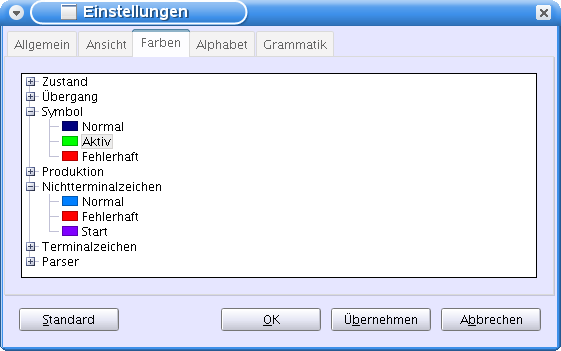 Einstellungen
Allgemein Ansicht Farben Alphabet Grammatik
Zustand
Übergang
Symbol
Normal
Aktiv
Fehlerhaft
Produktion
Nichtterminalzeichen
Normal
Fehlerhaft
Start
Terminalzeichen
Parser
Standard OK Übernehmen Abbrechen